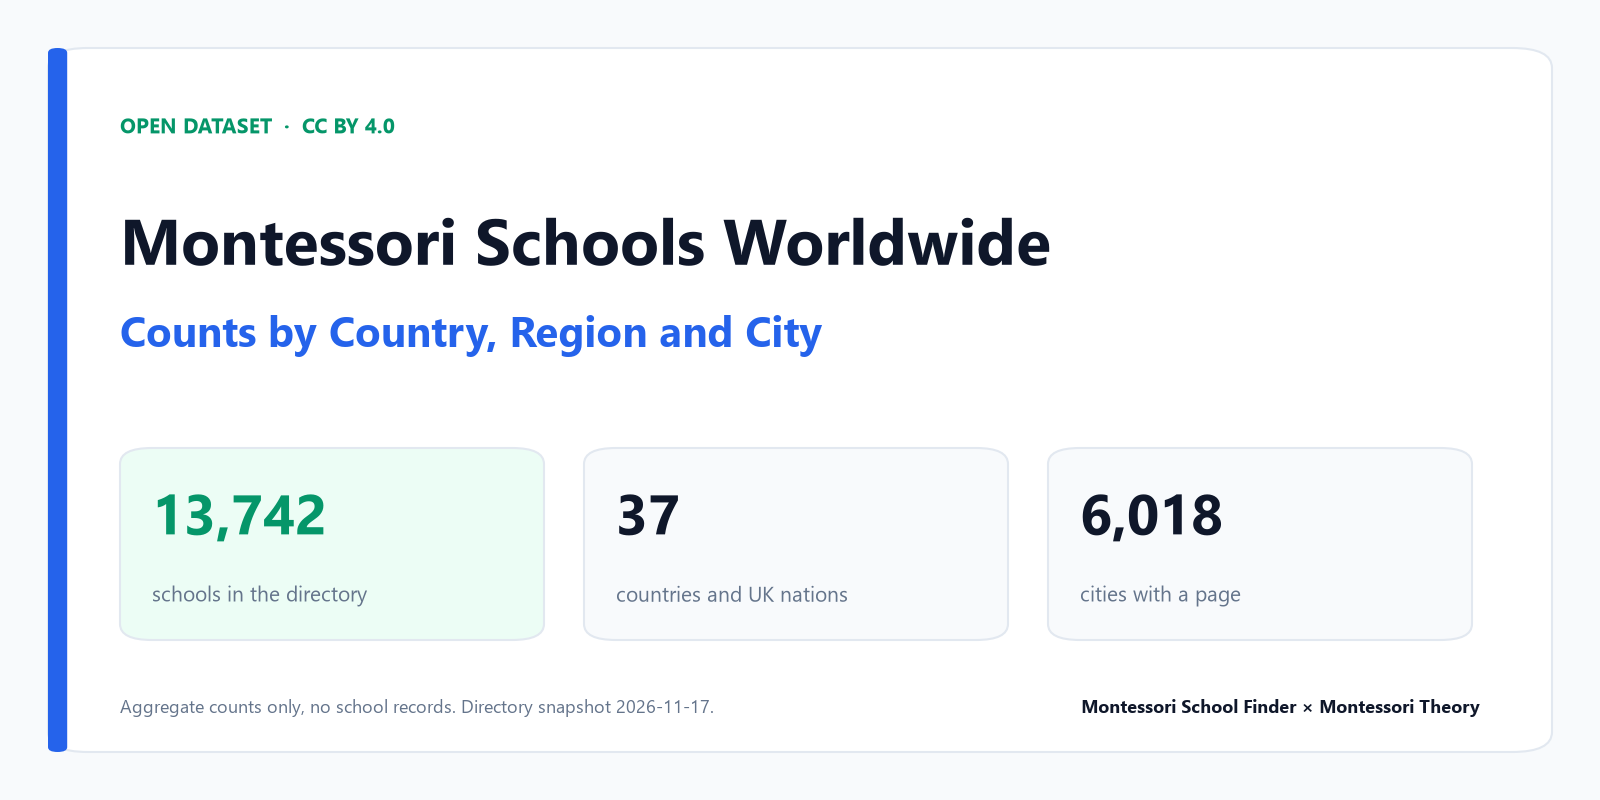 OPEN DATASET · CC BY 4.0
Montessori Schools Worldwide
Counts by Country, Region and City
13,742
schools in the directory
37
countries and UK nations
6,018
cities with a page
Aggregate counts only, no school records. Directory snapshot 2026-11-17.
Montessori School Finder × Montessori Theory